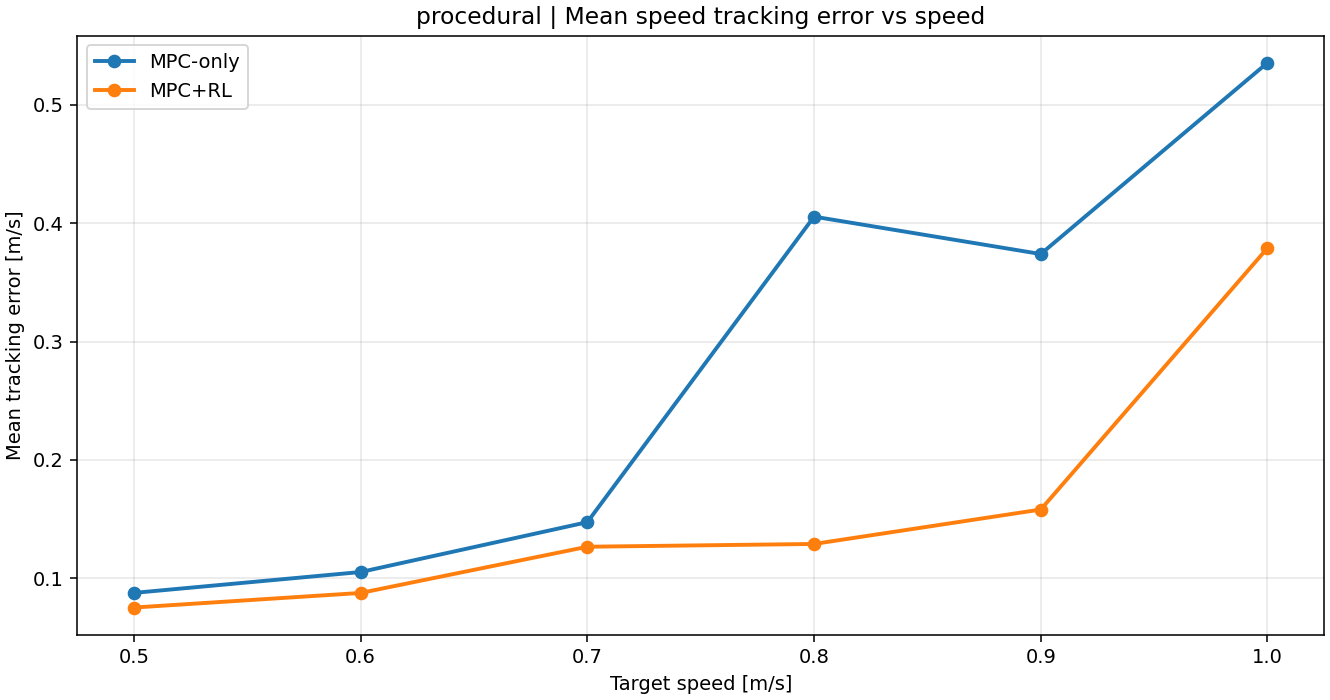 procedural | Mean speed tracking error vs speed
MPC-only
MPC+RL
Mean tracking error [m/s]
0.5
0.4
0.3
0.2
0.1
0.5 0.6 0.7 0.8 0.9 1.0
Target speed [m/s]